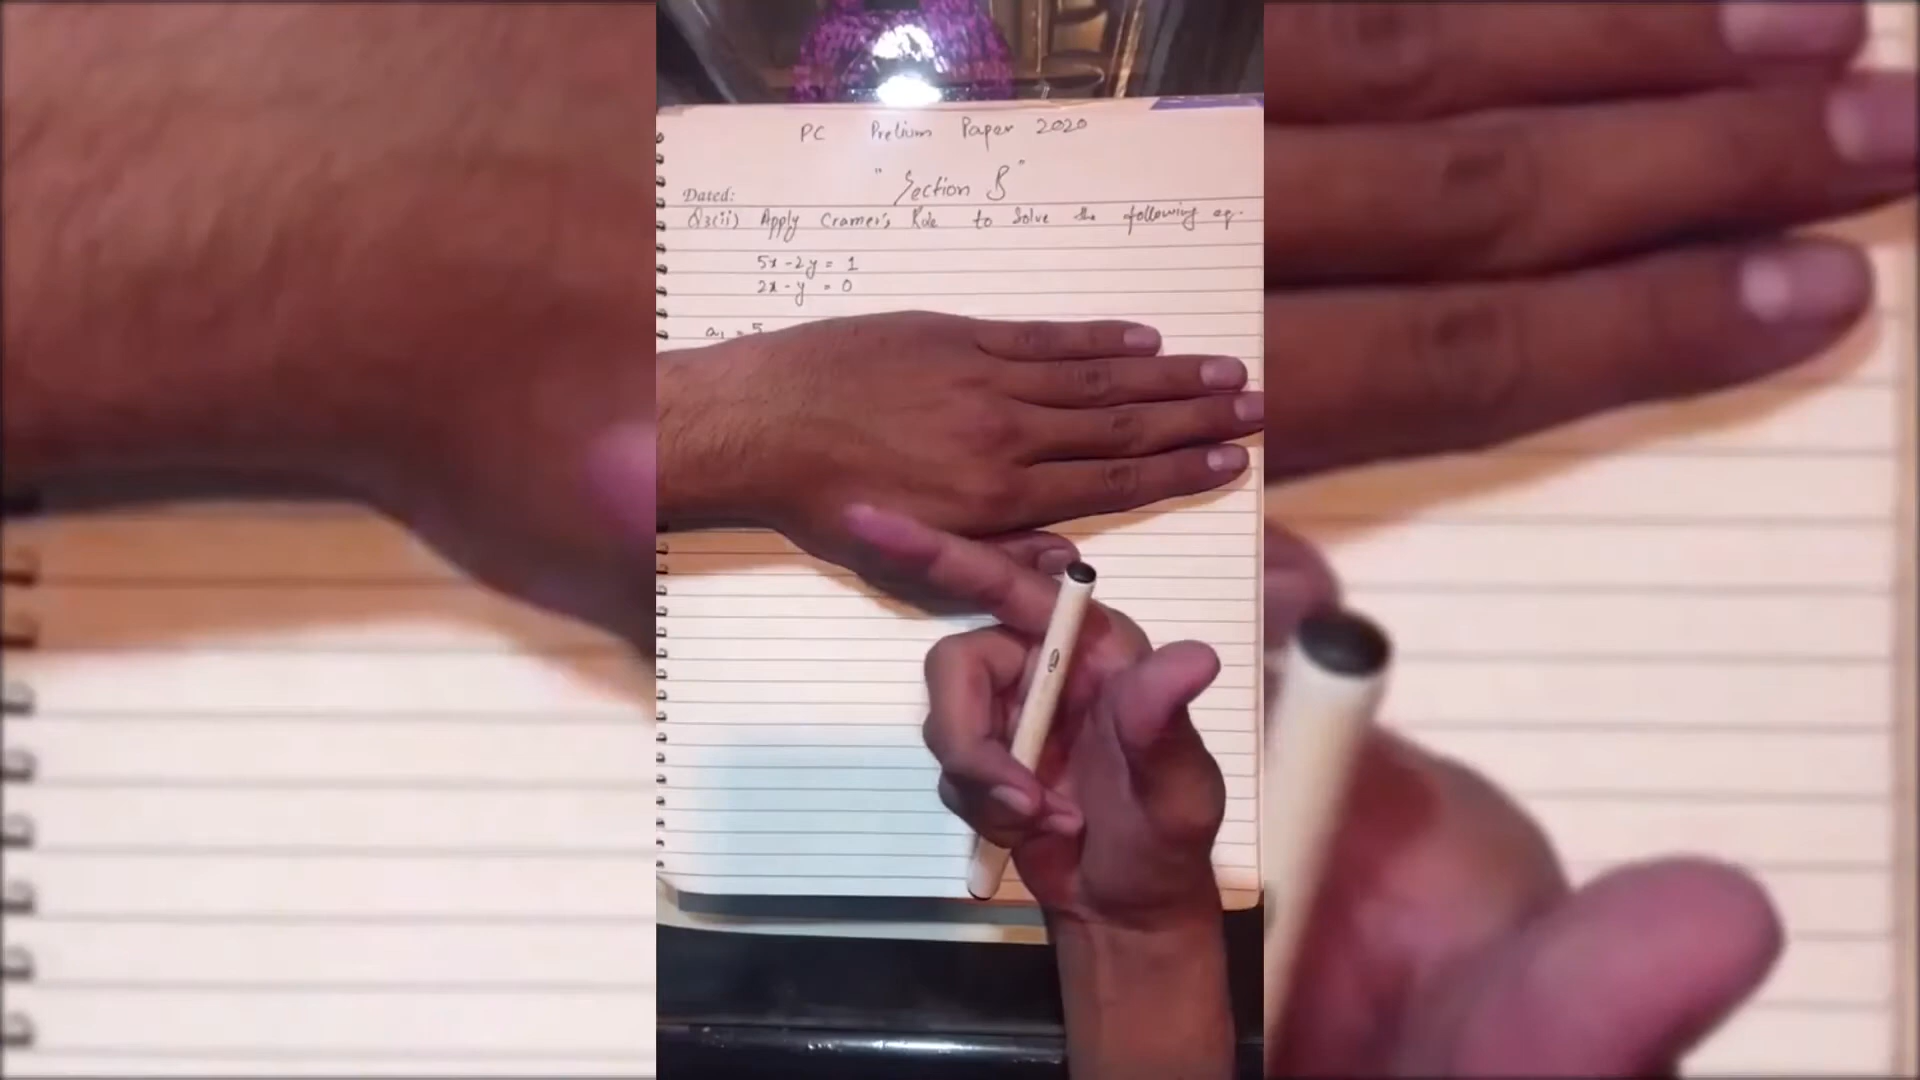 PC Prelium Paper 2020
"Section B"
Dated:
Q3(ii) Apply Cramer's Rule to Solve the following eq.
5x - 2y = 1
2x - y = 0
a₁ = 5